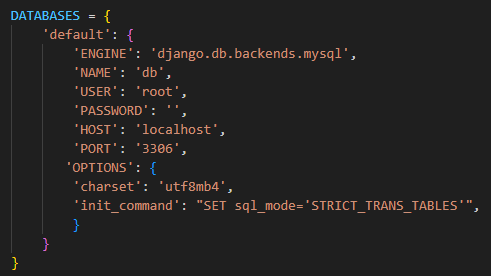 DATABASES = {
    'default': {
        'ENGINE': 'django.db.backends.mysql',
        'NAME': 'db',
        'USER': 'root',
        'PASSWORD': '',
        'HOST': 'localhost',
        'PORT': '3306',
       'OPTIONS': {
        'charset': 'utf8mb4',
        'init_command': "SET sql_mode='STRICT_TRANS_TABLES'",
        }
    }
}